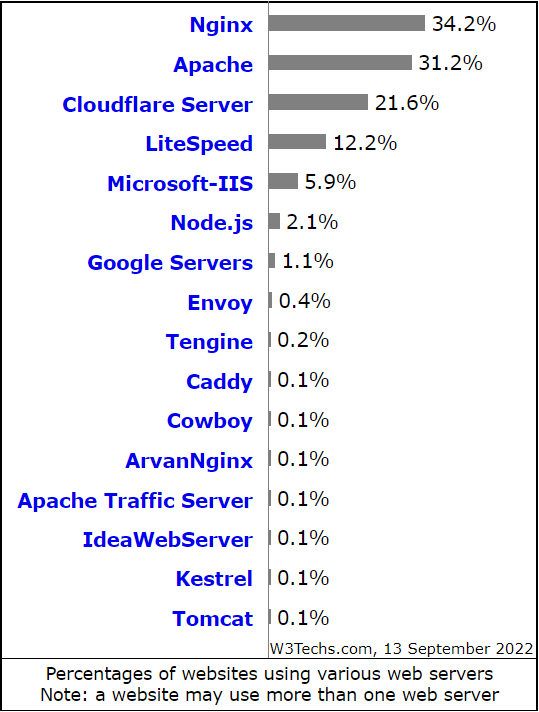 Nginx 34.2%
Apache 31.2%
Cloudflare Server 21.6%
LiteSpeed 12.2%
Microsoft-IIS 5.9%
Node.js 2.1%
Google Servers 1.1%
Envoy 0.4%
Tengine 0.2%
Caddy 0.1%
Cowboy 0.1%
ArvanNginx 0.1%
Apache Traffic Server 0.1%
IdeaWebServer 0.1%
Kestrel 0.1%
Tomcat 0.1%
W3Techs.com, 13 September 2022
Percentages of websites using various web servers
Note: a website may use more than one web server